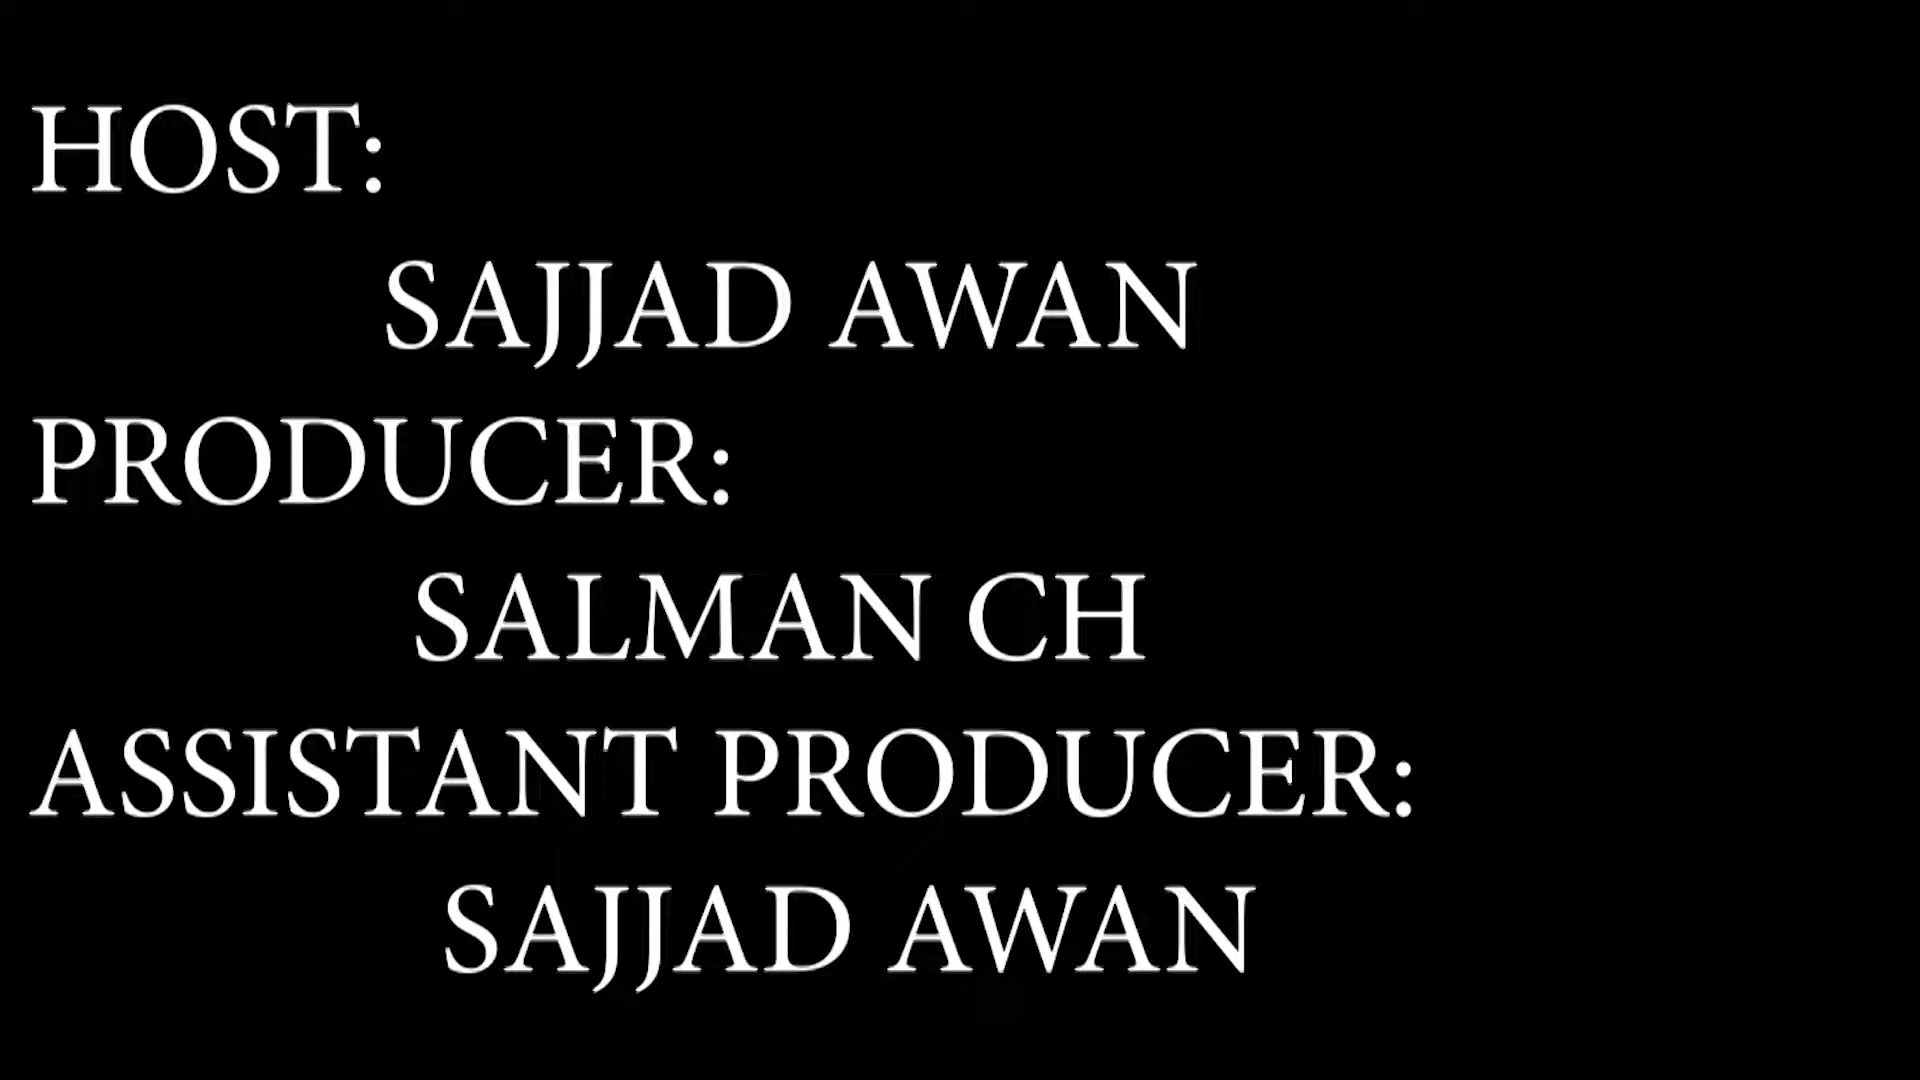 HOST:
SAJJAD AWAN
PRODUCER:
SALMAN CH
ASSISTANT PRODUCER:
SAJJAD AWAN